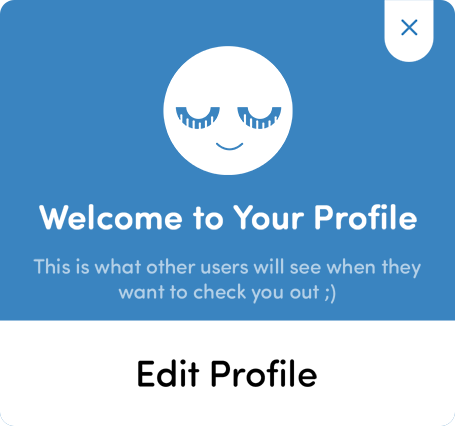 Welcome to Your Profile
This is what other users will see when they
want to check you out ;)
Edit Profile